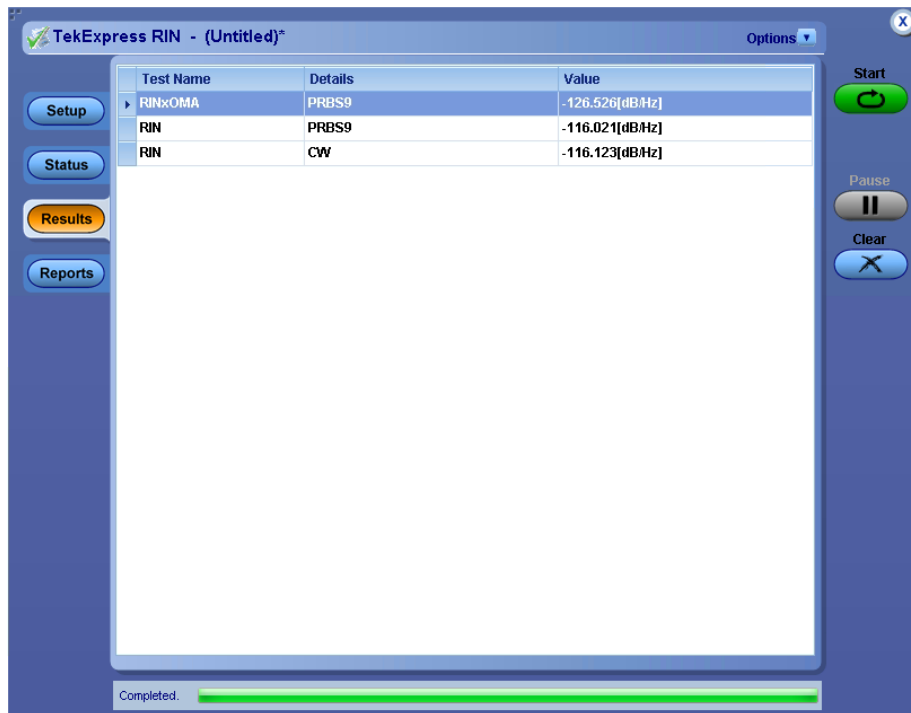 TekExpress RIN - (Untitled)*
Options
X
Start
Setup
Status
Results
Reports
Test Name Details Value
RINxOMA PRBS9 -126.526[dB/Hz]
RIN PRBS9 -116.021[dB/Hz]
RIN CW -116.123[dB/Hz]
Pause
Clear
Completed.